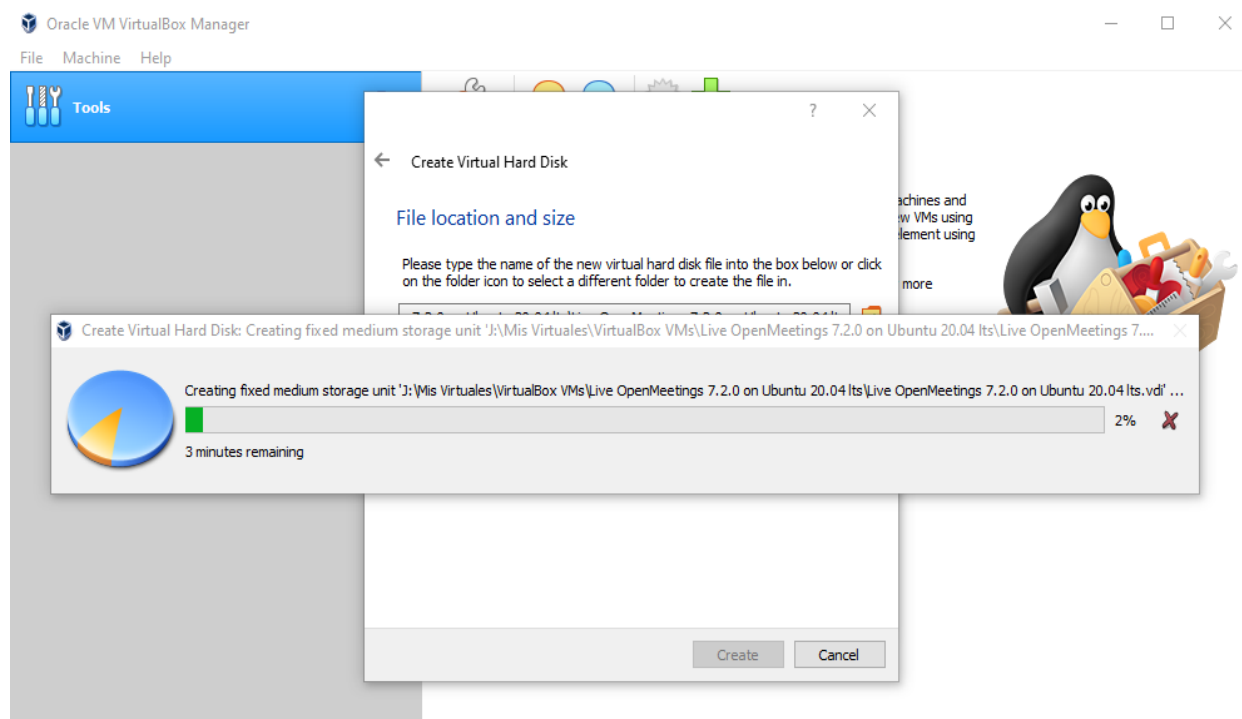 Oracle VM VirtualBox Manager
File Machine Help
Tools
?
Create Virtual Hard Disk
File location and size
Please type the name of the new virtual hard disk file into the box below or click
on the folder icon to select a different folder to create the file in.
and
VMs using
using
more
Create Virtual Hard Disk: Creating fixed medium storage unit 'J:\Mis Virtuales\VirtualBox VMs\Live OpenMeetings 7.2.0 on Ubuntu 20.04 lts\Live OpenMeetings 7....
Creating fixed medium storage unit 'J:\Mis Virtuales\VirtualBox VMs\Live OpenMeetings 7.2.0 on Ubuntu 20.04 lts\Live OpenMeetings 7.2.0 on Ubuntu 20.04 lts.vdi' ...
2%
3 minutes remaining
Create Cancel